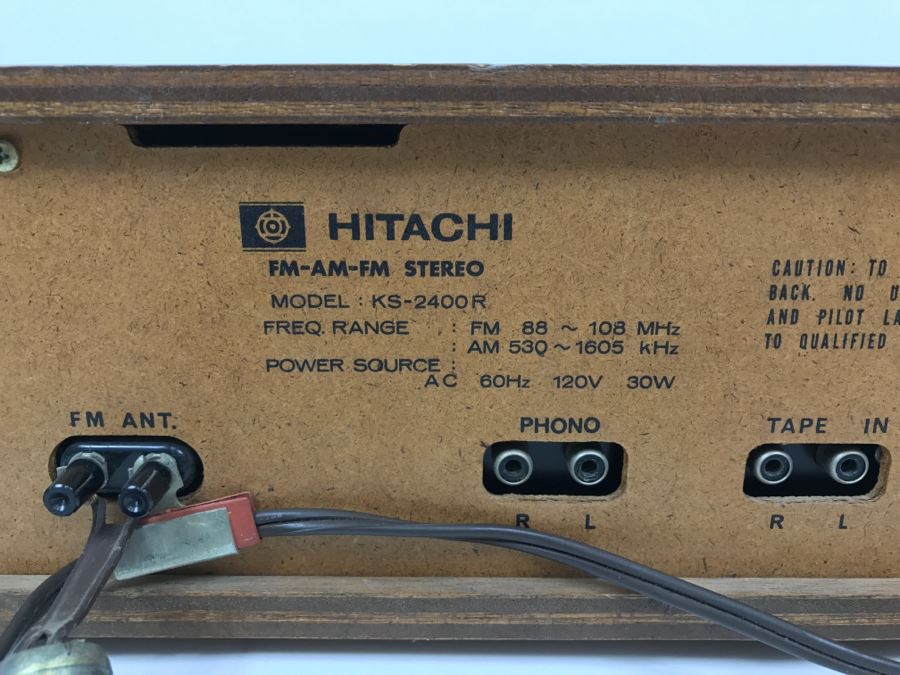 HITACHI
FM-AM-FM STEREO
MODEL : KS-2400R
FREQ. RANGE : FM 88 ~ 108 MHz
: AM 530 ~ 1605 kHz
POWER SOURCE :
AC 60Hz 120V 30W
CAUTION: TO
BACK. NO
AND PILOT
TO QUALIFIED
FM ANT.
PHONO
TAPE IN
R L
R L